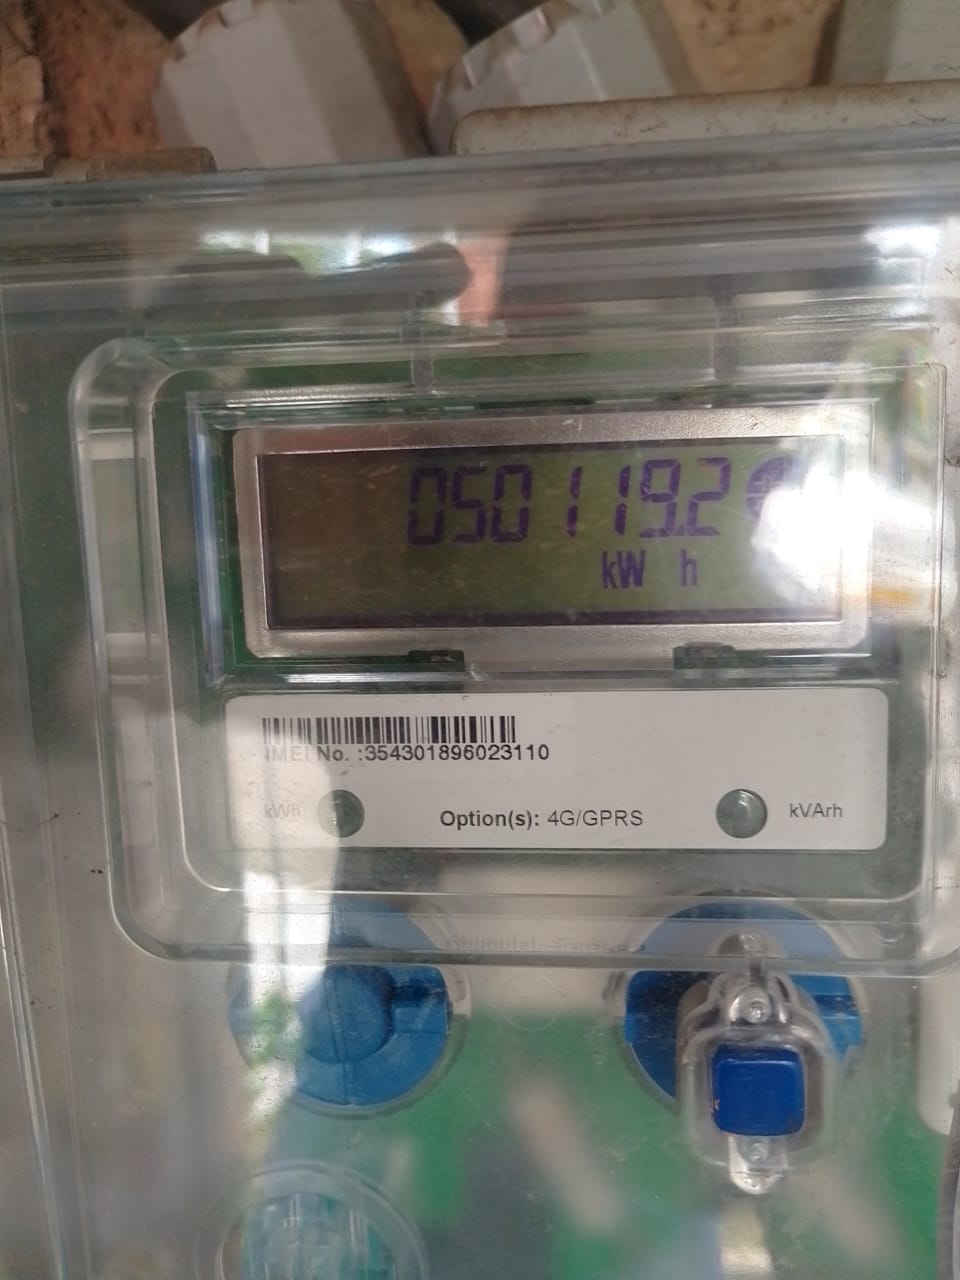 050119.2
kW h
IMEI No. :354301896023110
kWh
Option(s): 4G/GPRS
kVArh